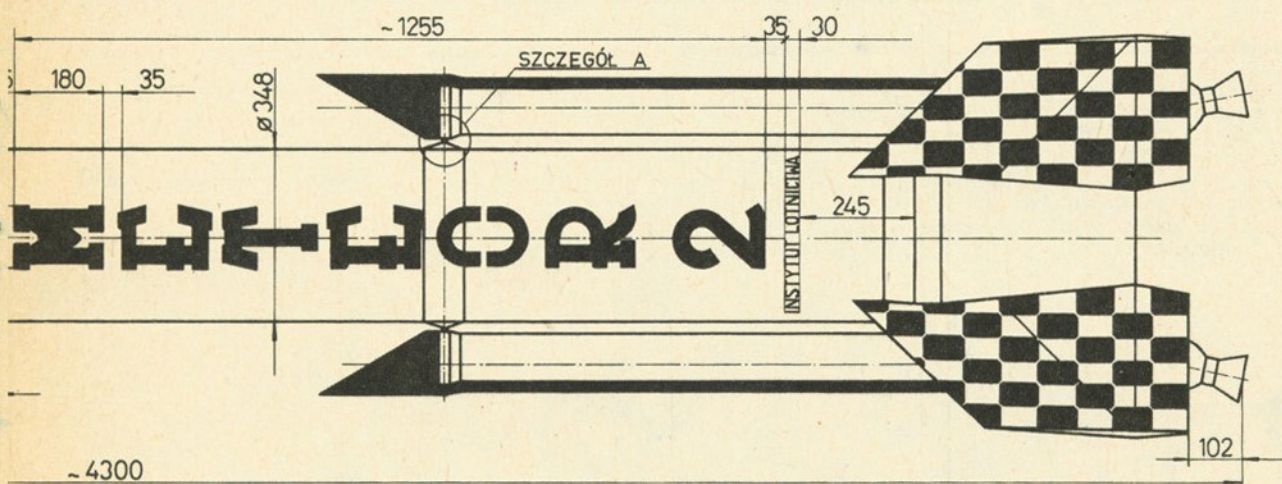 ~1255
35
30
SZCZEGÓŁ A
180
35
ø348
METEOR 2
INSTYTUT LOTNICTWA
245
102
~4300